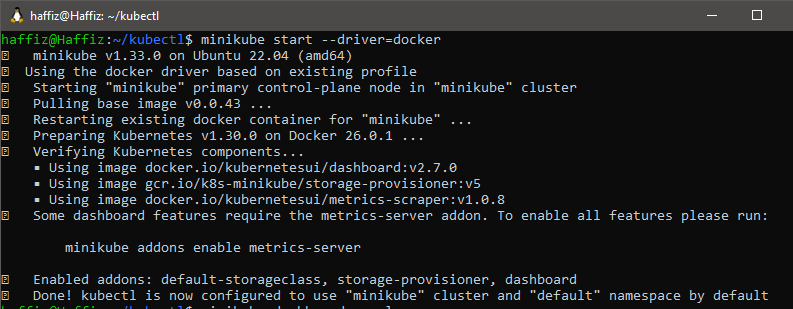 haffiz@Haffiz: ~/kubectl
haffiz@Haffiz:~/kubectl$ minikube start --driver=docker
minikube v1.33.0 on Ubuntu 22.04 (amd64)
Using the docker driver based on existing profile
Starting "minikube" primary control-plane node in "minikube" cluster
Pulling base image v0.0.43 ...
Restarting existing docker container for "minikube" ...
Preparing Kubernetes v1.30.0 on Docker 26.0.1 ...
Verifying Kubernetes components...
▪ Using image docker.io/kubernetesui/dashboard:v2.7.0
▪ Using image gcr.io/k8s-minikube/storage-provisioner:v5
▪ Using image docker.io/kubernetesui/metrics-scraper:v1.0.8
Some dashboard features require the metrics-server addon. To enable all features please run:
minikube addons enable metrics-server
Enabled addons: default-storageclass, storage-provisioner, dashboard
Done! kubectl is now configured to use "minikube" cluster and "default" namespace by default